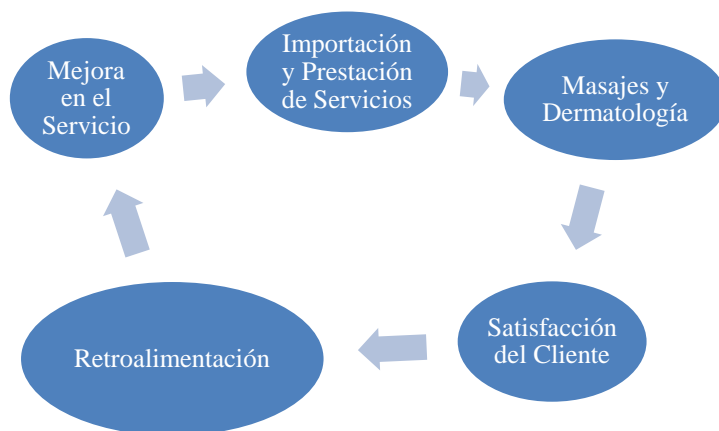 Importación
y Prestación
de Servicios
Masajes y
Dermatología
Satisfacción
del Cliente
Retroalimentación
Mejora
en el
Servicio